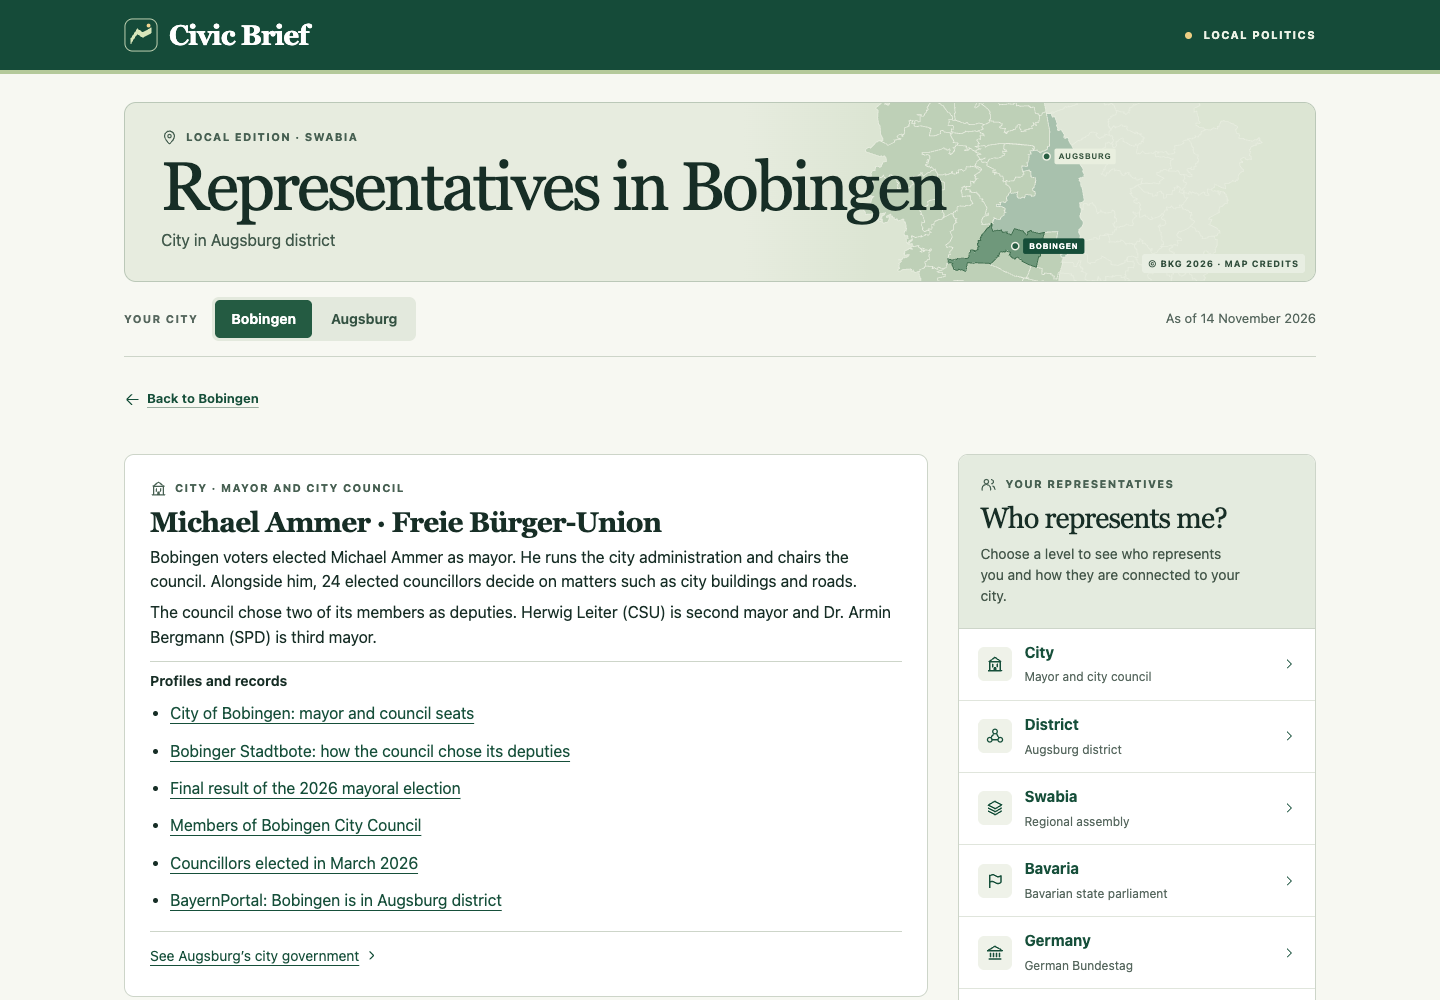 Civic Brief
LOCAL POLITICS
LOCAL EDITION · SWABIA
Representatives in Bobingen
City in Augsburg district
AUGSBURG
BOBINGEN
© BKG 2026 · MAP CREDITS
YOUR CITY
Bobingen
Augsburg
As of 14 November 2026
Back to Bobingen
CITY · MAYOR AND CITY COUNCIL
Michael Ammer · Freie Bürger-Union
Bobingen voters elected Michael Ammer as mayor. He runs the city administration and chairs the
council. Alongside him, 24 elected councillors decide on matters such as city buildings and roads.
The council chose two of its members as deputies. Herwig Leiter (CSU) is second mayor and Dr. Armin
Bergmann (SPD) is third mayor.
Profiles and records
• City of Bobingen: mayor and council seats
• Bobinger Stadtbote: how the council chose its deputies
• Final result of the 2026 mayoral election
• Members of Bobingen City Council
• Councillors elected in March 2026
• BayernPortal: Bobingen is in Augsburg district
See Augsburg's city government
YOUR REPRESENTATIVES
Who represents me?
Choose a level to see who represents
you and how they are connected to your
city.
City
Mayor and city council
District
Augsburg district
Swabia
Regional assembly
Bavaria
Bavarian state parliament
Germany
German Bundestag